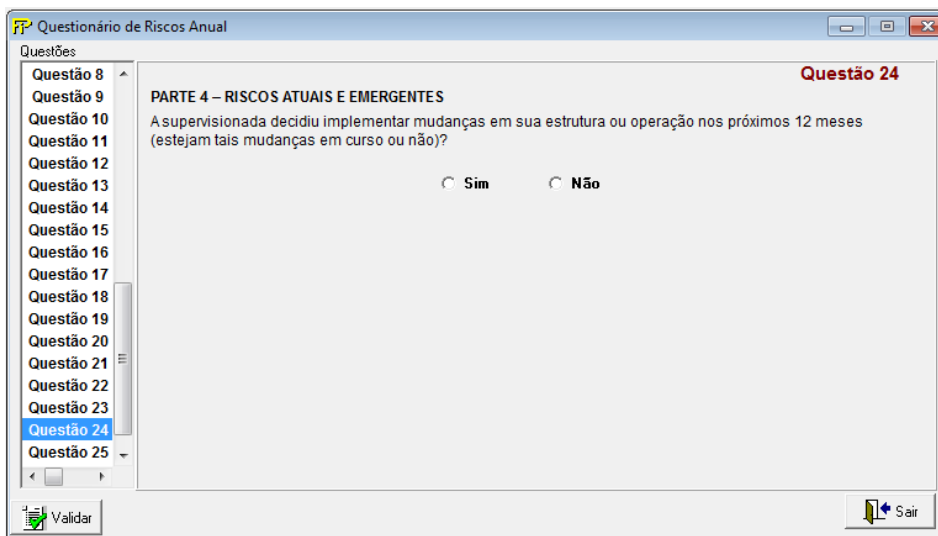 Questionário de Riscos Anual
Questões
Questão 8
Questão 9
Questão 10
Questão 11
Questão 12
Questão 13
Questão 14
Questão 15
Questão 16
Questão 17
Questão 18
Questão 19
Questão 20
Questão 21
Questão 22
Questão 23
Questão 24
Questão 25
Questão 24
PARTE 4 – RISCOS ATUAIS E EMERGENTES
A supervisionada decidiu implementar mudanças em sua estrutura ou operação nos próximos 12 meses
(estejam tais mudanças em curso ou não)?
Sim Não
Validar
Sair